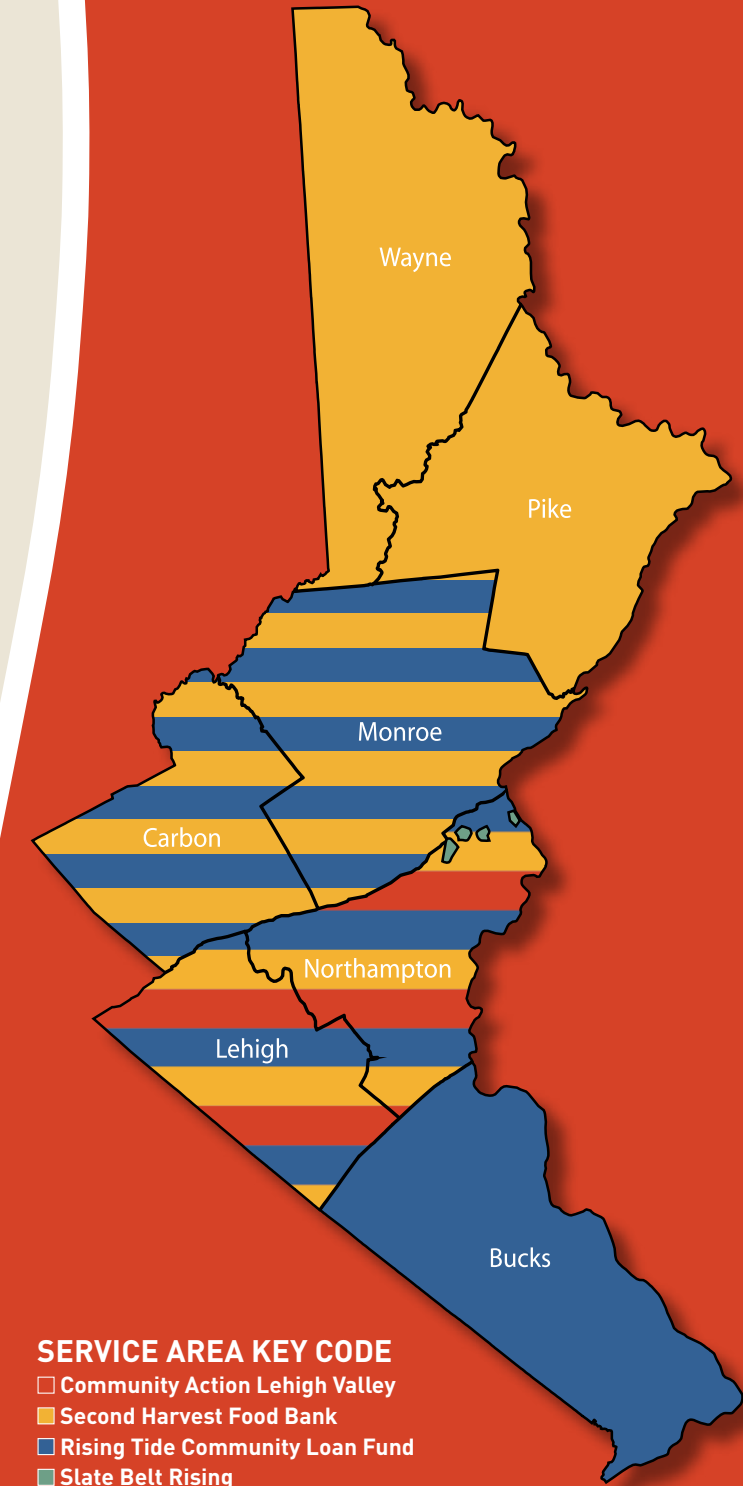 Wayne
Pike
Monroe
Carbon
Northampton
Lehigh
Bucks
SERVICE AREA KEY CODE
Community Action Lehigh Valley
Second Harvest Food Bank
Rising Tide Community Loan Fund
Slate Belt Rising